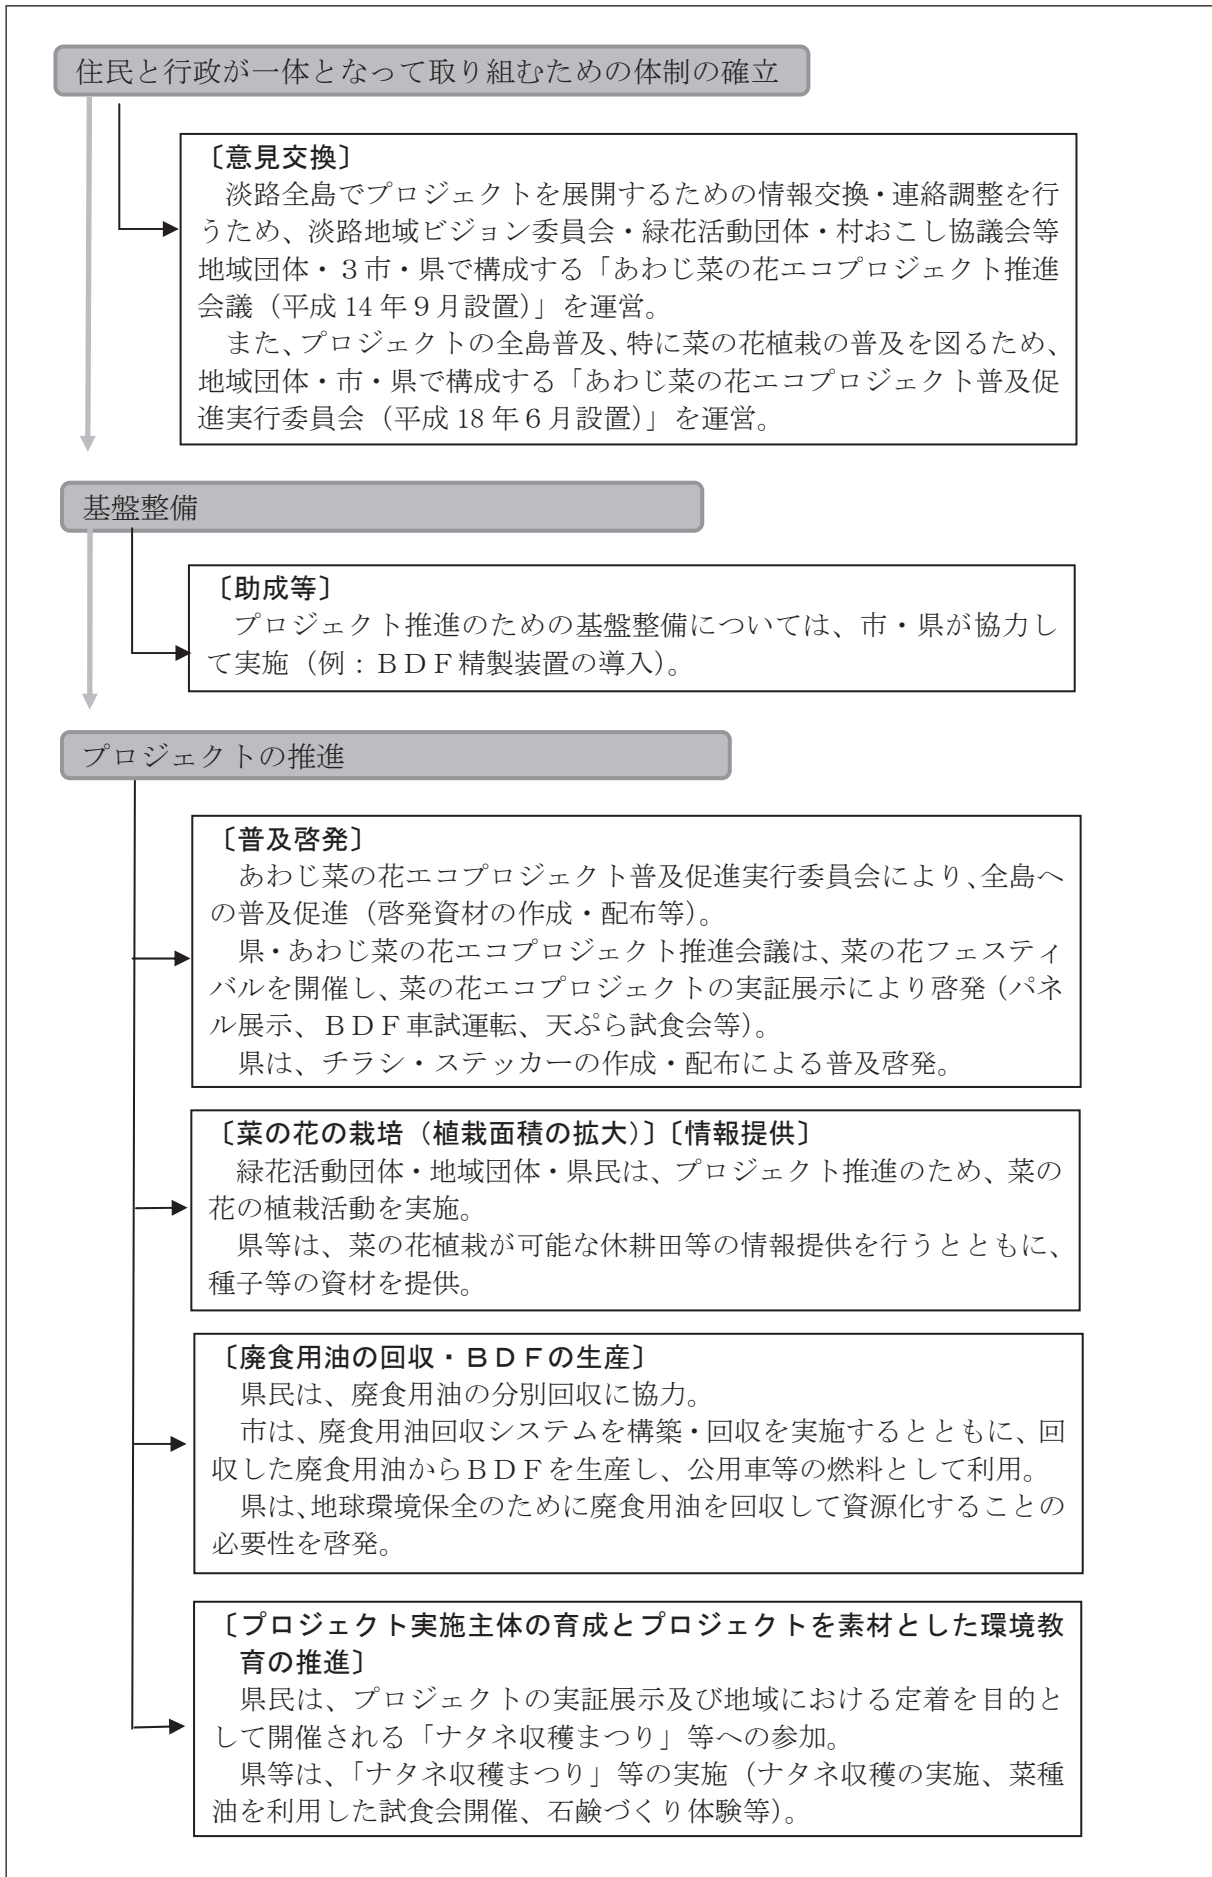 住民と行政が一体となって取り組むための体制の確立
〔意見交換〕
淡路全島でプロジェクトを展開するための情報交換・連絡調整を行
うため、淡路地域ビジョン委員会・緑花活動団体・村おこし協議会等
地域団体・３市・県で構成する「あわじ菜の花エコプロジェクト推進
会議（平成 14 年９月設置）」を運営。
また、プロジェクトの全島普及、特に菜の花植栽の普及を図るため、
地域団体・市・県で構成する「あわじ菜の花エコプロジェクト普及促
進実行委員会（平成 18 年６月設置）」を運営。
基盤整備
〔助成等〕
プロジェクト推進のための基盤整備については、市・県が協力し
て実施（例：ＢＤＦ精製装置の導入）。
プロジェクトの推進
〔普及啓発〕
あわじ菜の花エコプロジェクト普及促進実行委員会により、全島へ
の普及促進（啓発資材の作成・配布等）。
県・あわじ菜の花エコプロジェクト推進会議は、菜の花フェスティ
バルを開催し、菜の花エコプロジェクトの実証展示により啓発（パネ
ル展示、ＢＤＦ車試運転、天ぷら試食会等）。
県は、チラシ・ステッカーの作成・配布による普及啓発。
〔菜の花の栽培（植栽面積の拡大）〕〔情報提供〕
緑花活動団体・地域団体・県民は、プロジェクト推進のため、菜の
花の植栽活動を実施。
県等は、菜の花植栽が可能な休耕田等の情報提供を行うとともに、
種子等の資材を提供。
〔廃食用油の回収・ＢＤＦの生産〕
県民は、廃食用油の分別回収に協力。
市は、廃食用油回収システムを構築・回収を実施するとともに、回
収した廃食用油からＢＤＦを生産し、公用車等の燃料として利用。
県は、地球環境保全のために廃食用油を回収して資源化することの
必要性を啓発。
〔プロジェクト実施主体の育成とプロジェクトを素材とした環境教
育の推進〕
県民は、プロジェクトの実証展示及び地域における定着を目的と
して開催される「ナタネ収穫まつり」等への参加。
県等は、「ナタネ収穫まつり」等の実施（ナタネ収穫の実施、菜種
油を利用した試食会開催、石鹸づくり体験等）。